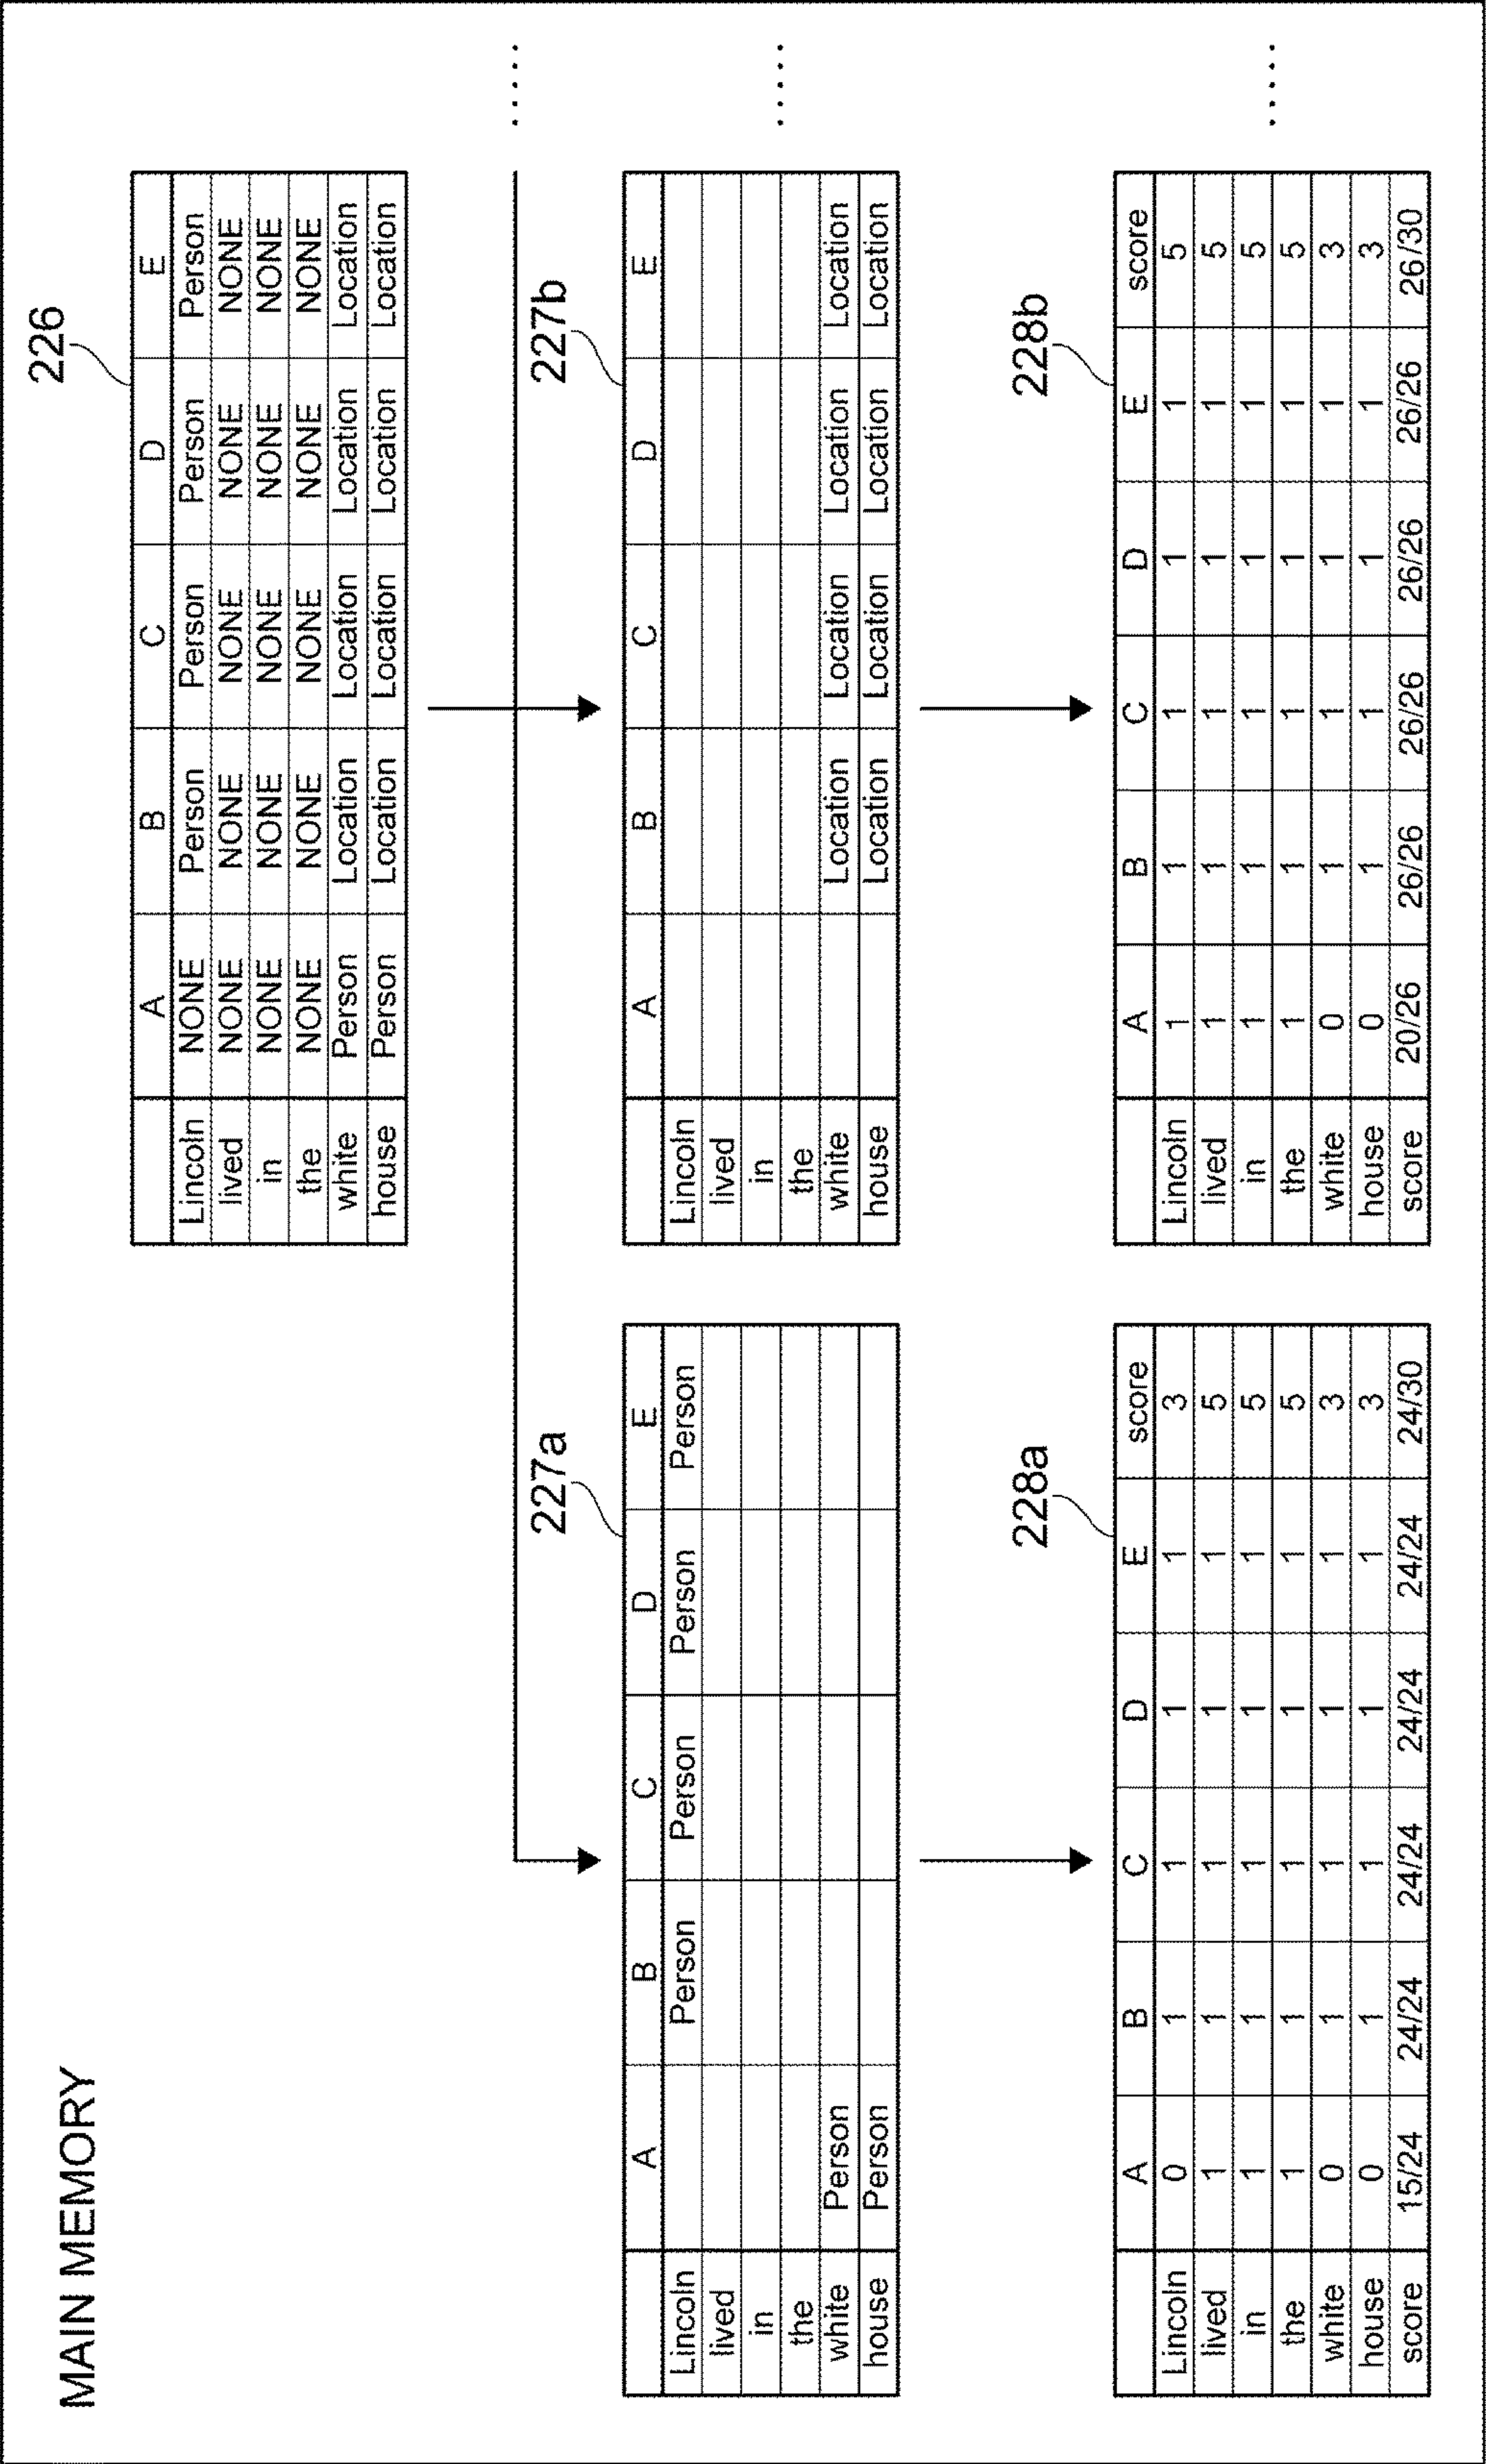 MAIN MEMORY
226
A B C D E
Lincoln NONE Person Person Person Person
lived NONE NONE NONE NONE NONE
in NONE NONE NONE NONE NONE
the NONE NONE NONE NONE NONE
white Person Location Location Location Location
house Person Location Location Location Location
.....
227a
A B C D E
Lincoln Person Person Person Person
lived
in
the
white Person
house Person
227b
A B C D E
Lincoln
lived
in
the
white Location Location Location Location
house Location Location Location Location
.....
228a
A B C D E score
Lincoln 0 1 1 1 1 3
lived 1 1 1 1 1 5
in 1 1 1 1 1 5
the 1 1 1 1 1 5
white 0 1 1 1 1 3
house 0 1 1 1 1 3
score 15/24 24/24 24/24 24/24 24/24 24/30
228b
A B C D E score
Lincoln 1 1 1 1 1 5
lived 1 1 1 1 1 5
in 1 1 1 1 1 5
the 1 1 1 1 1 5
white 0 1 1 1 1 3
house 0 1 1 1 1 3
score 20/26 26/26 26/26 26/26 26/26 26/30
.....